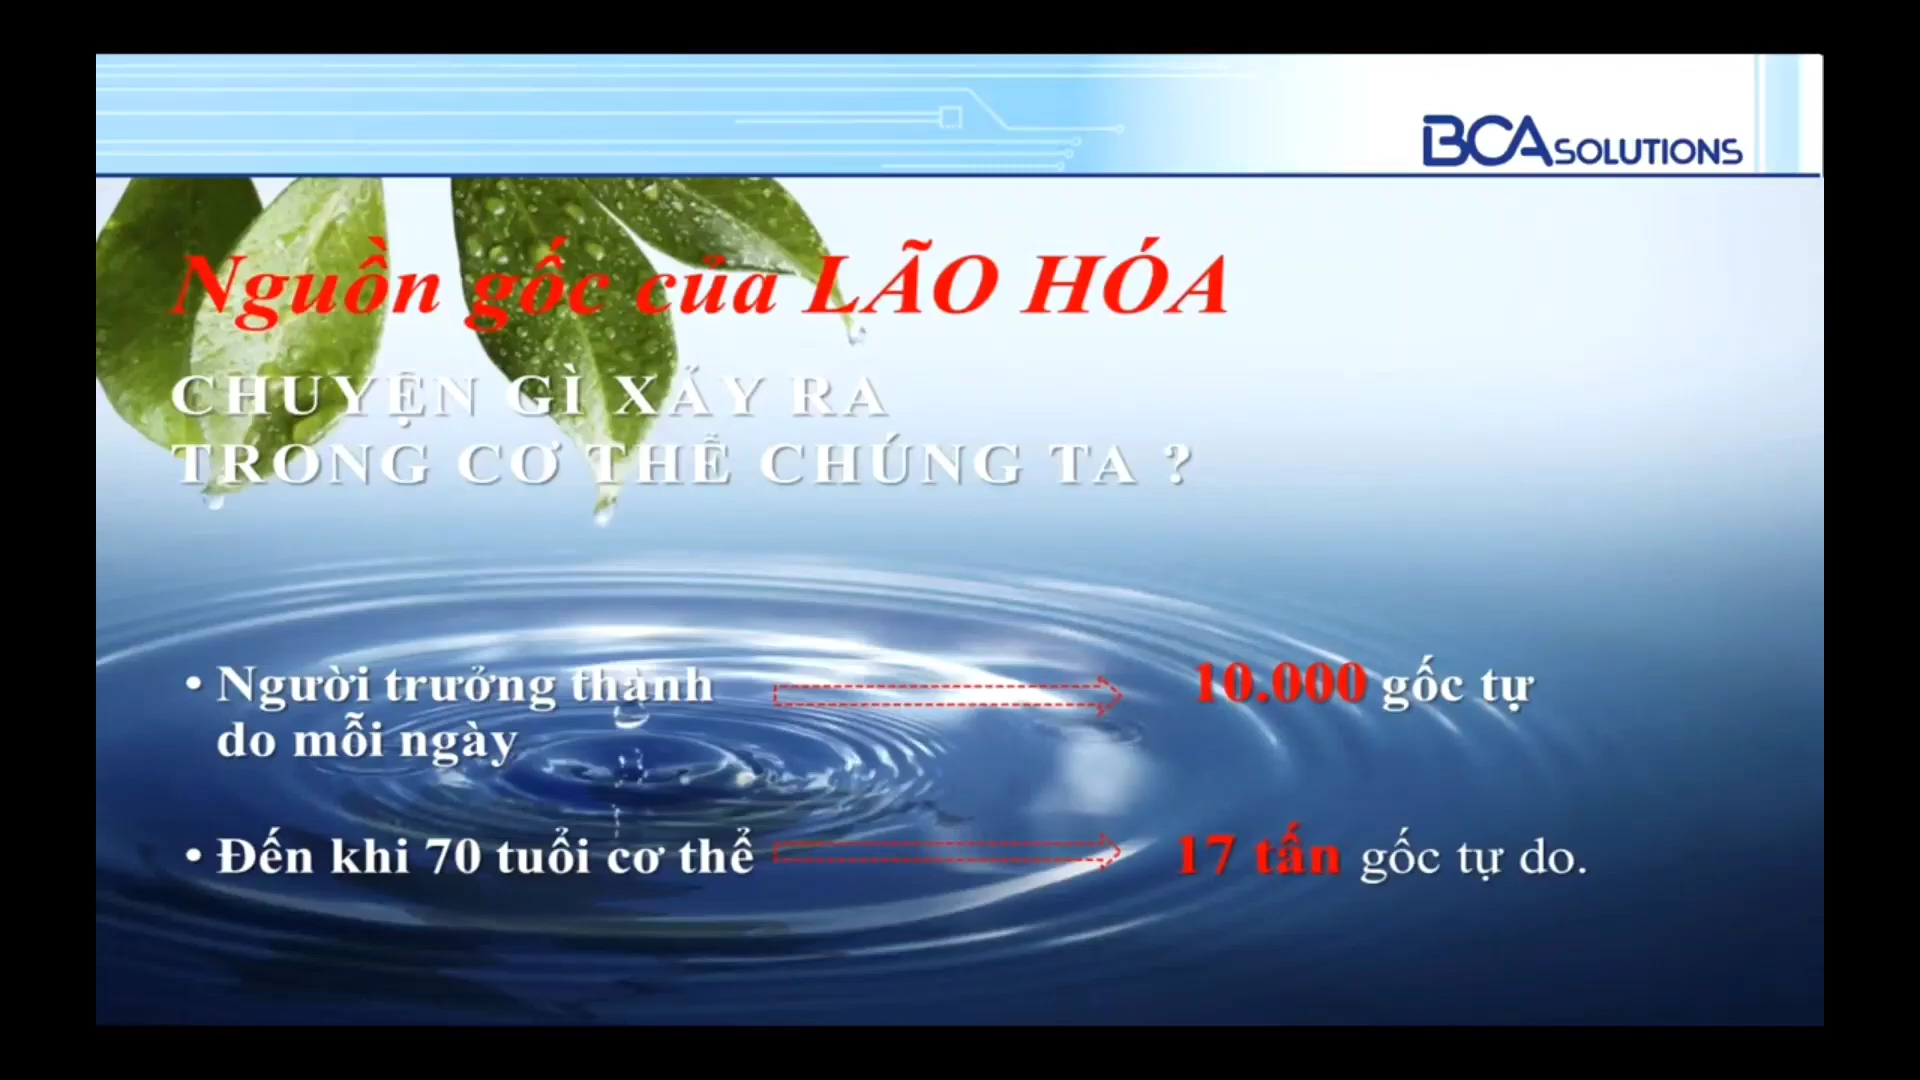 BCASOLUTIONS
Nguồn gốc của LÃO HÓA
CHUYỆN GÌ XẢY RA
TRONG CƠ THỂ CHÚNG TA ?
• Người trưởng thành 10.000 gốc tự
do mỗi ngày
• Đến khi 70 tuổi cơ thể 17 tấn gốc tự do.